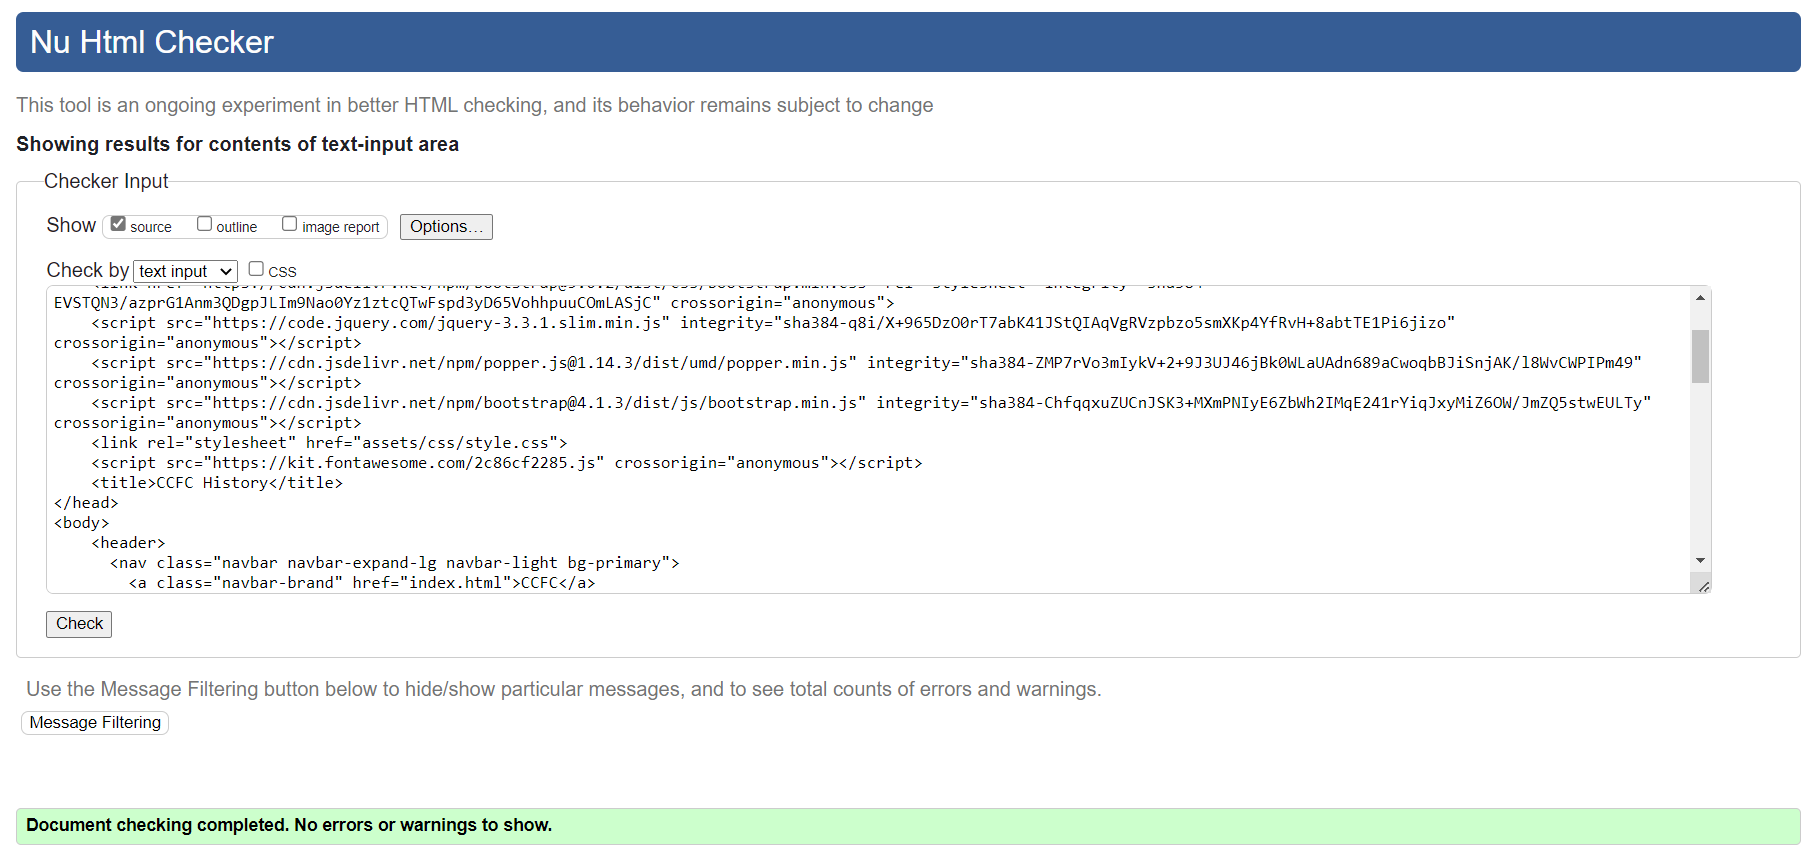 Nu Html Checker
This tool is an ongoing experiment in better HTML checking, and its behavior remains subject to change
Showing results for contents of text-input area
Checker Input
Show source outline image report Options...
Check by text input CSS
EVSTQN3/azprG1Anm3QDgpJLIm9Nao0Yz1ztcQTwFspd3yD65VohhpuuCOmLASjC" crossorigin="anonymous">
<script src="https://code.jquery.com/jquery-3.3.1.slim.min.js" integrity="sha384-q8i/X+965DzO0rT7abK41JStQIAqVgRVzpbzo5smXKp4YfRvH+8abtTE1Pi6jizo"
crossorigin="anonymous"></script>
<script src="https://cdn.jsdelivr.net/npm/popper.js@1.14.3/dist/umd/popper.min.js" integrity="sha384-ZMP7rVo3mIykV+2+9J3UJ46jBk0WLaUAdn689aCwoqbBJiSnjAK/l8WvCWPIPm49"
crossorigin="anonymous"></script>
<script src="https://cdn.jsdelivr.net/npm/bootstrap@4.1.3/dist/js/bootstrap.min.js" integrity="sha384-ChfqqxuZUCnJSK3+MXmPNIyE6ZbWh2IMqE241rYiqJxyMiZ6OW/JmZQ5stwEULTy"
crossorigin="anonymous"></script>
<link rel="stylesheet" href="assets/css/style.css">
<script src="https://kit.fontawesome.com/2c86cf2285.js" crossorigin="anonymous"></script>
<title>CCFC History</title>
</head>
<body>
<header>
<nav class="navbar navbar-expand-lg navbar-light bg-primary">
<a class="navbar-brand" href="index.html">CCFC</a>
Check
Use the Message Filtering button below to hide/show particular messages, and to see total counts of errors and warnings.
Message Filtering
Document checking completed. No errors or warnings to show.